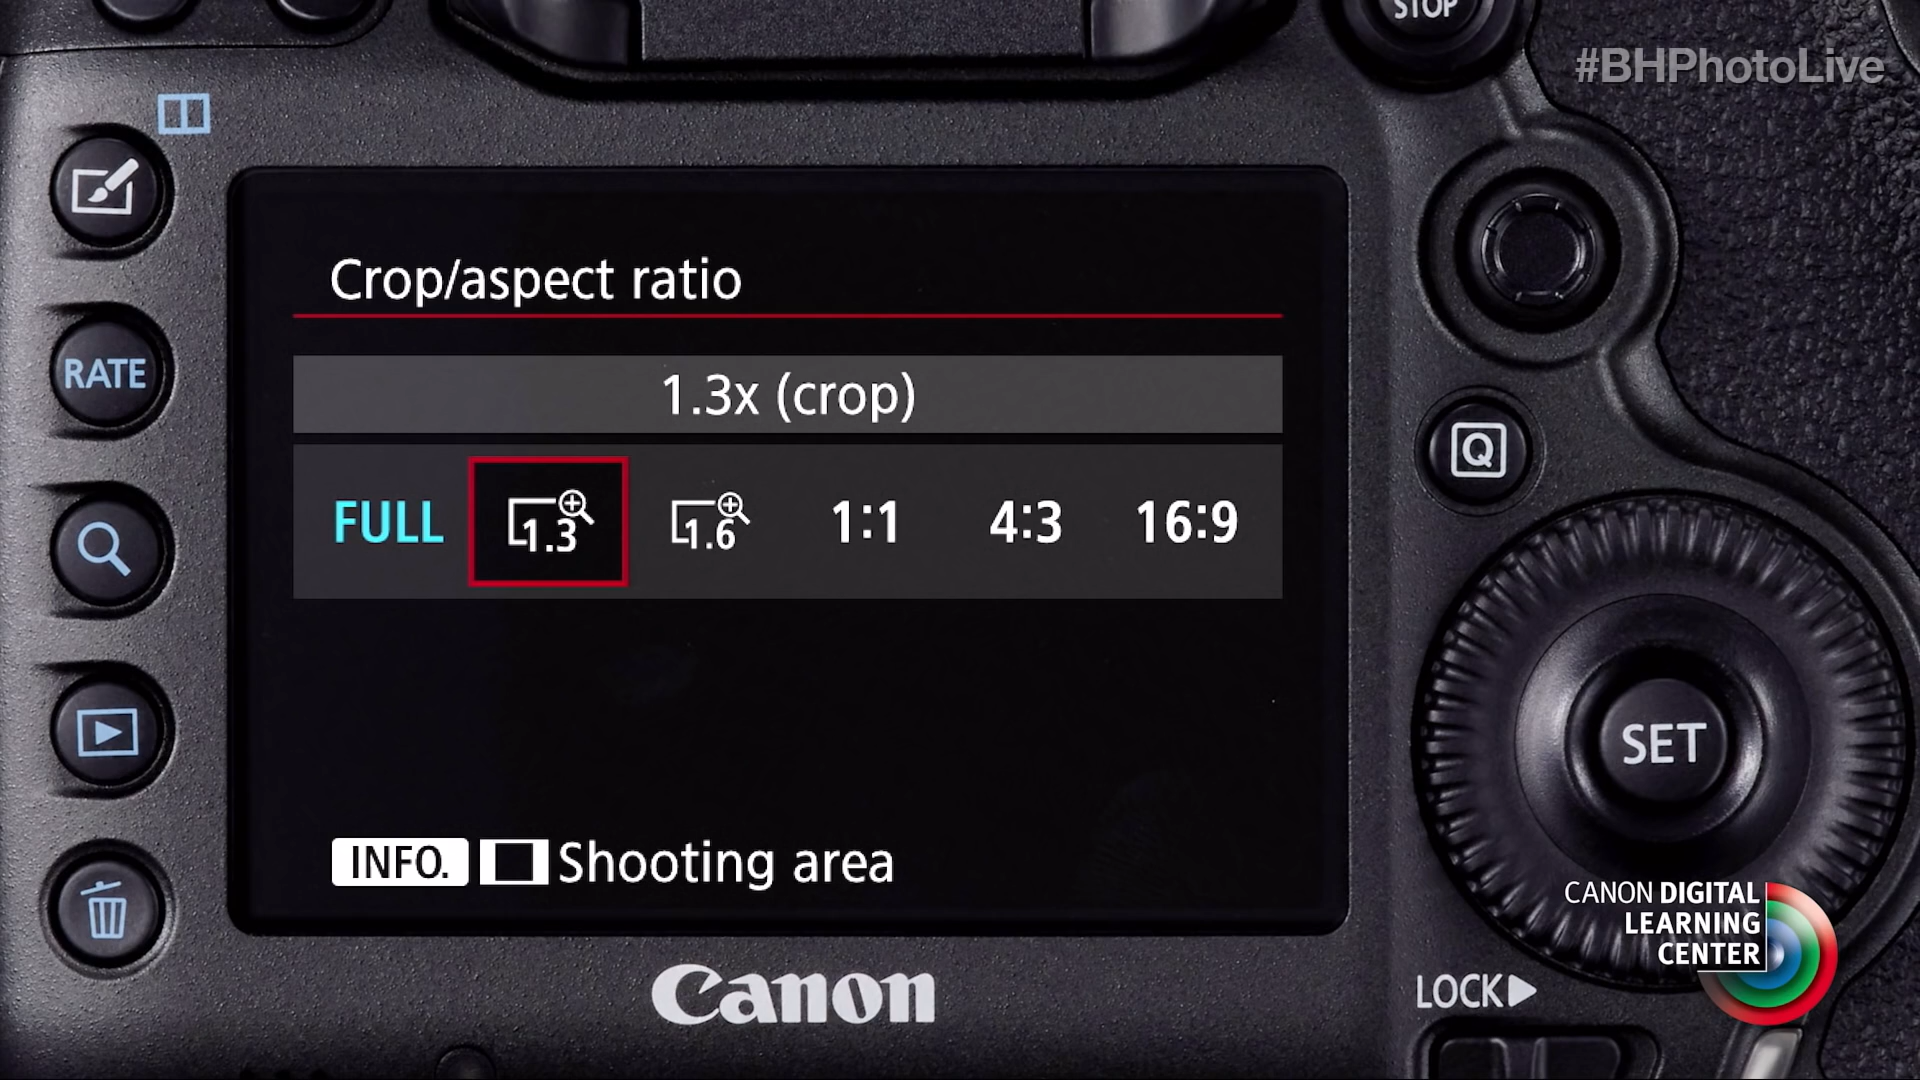 STOP
#BHPhotoLive
RATE
Crop/aspect ratio
1.3x (crop)
FULL 1.3 1.6 1:1 4:3 16:9
Q
SET
INFO. Shooting area
CANON DIGITAL
LEARNING
CENTER
Canon
LOCK